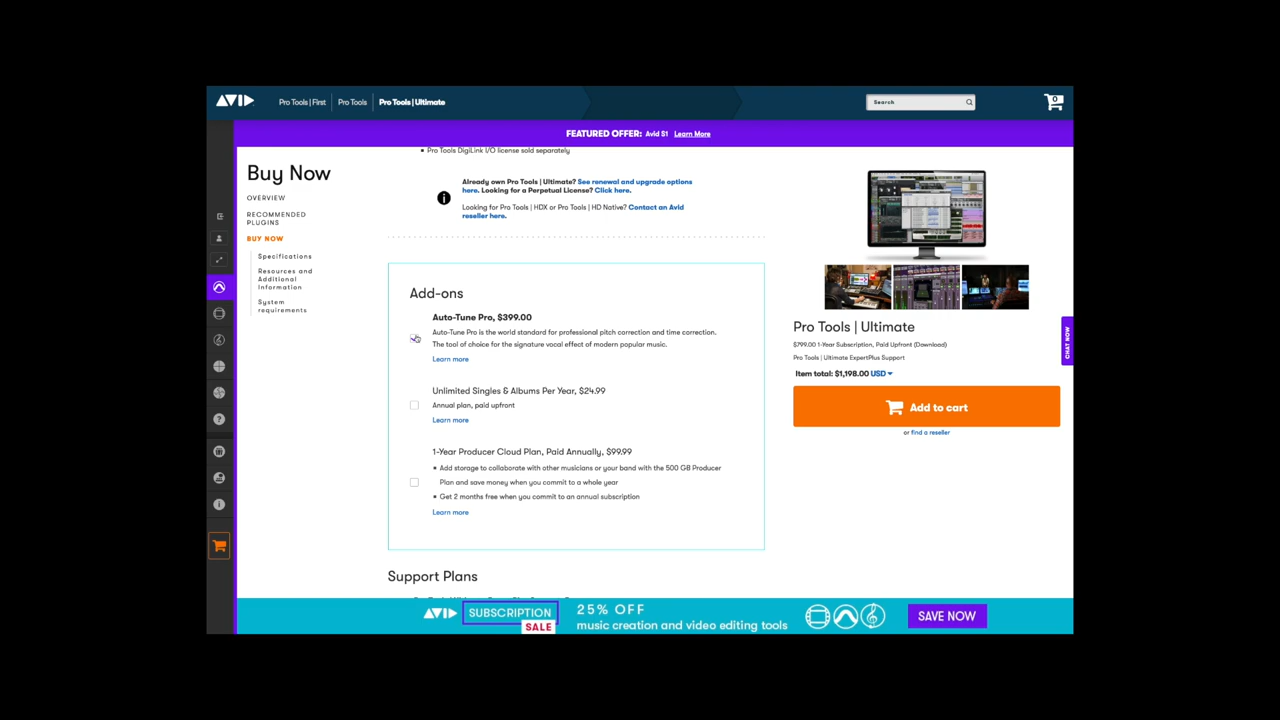 AVID
Pro Tools | First
Pro Tools
Pro Tools | Ultimate
Search
0
FEATURED OFFER: Avid S1 Learn More
Buy Now
OVERVIEW
RECOMMENDED
PLUGINS
BUY NOW
Specifications
Resources and
Additional
Information
System
requirements
• Pro Tools DigiLink I/O license sold separately
Already own Pro Tools | Ultimate? See renewal and upgrade options
here. Looking for a Perpetual License? Click here.
Looking for Pro Tools | HDX or Pro Tools | HD Native? Contact an Avid
reseller here.
Add-ons
Auto-Tune Pro, $399.00
Auto-Tune Pro is the world standard for professional pitch correction and time correction.
The tool of choice for the signature vocal effect of modern popular music.
Learn more
Unlimited Singles & Albums Per Year, $24.99
Annual plan, paid upfront
Learn more
1-Year Producer Cloud Plan, Paid Annually, $99.99
• Add storage to collaborate with other musicians or your band with the 500 GB Producer
Plan and save money when you commit to a whole year
• Get 2 months free when you commit to an annual subscription
Learn more
Support Plans
Pro Tools | Ultimate
$799.00 1-Year Subscription, Paid Upfront (Download)
Pro Tools | Ultimate ExpertPlus Support
Item total: $1,198.00 USD
Add to cart
or find a reseller
CHAT NOW
AVID SUBSCRIPTION
SALE
25% OFF
music creation and video editing tools
SAVE NOW